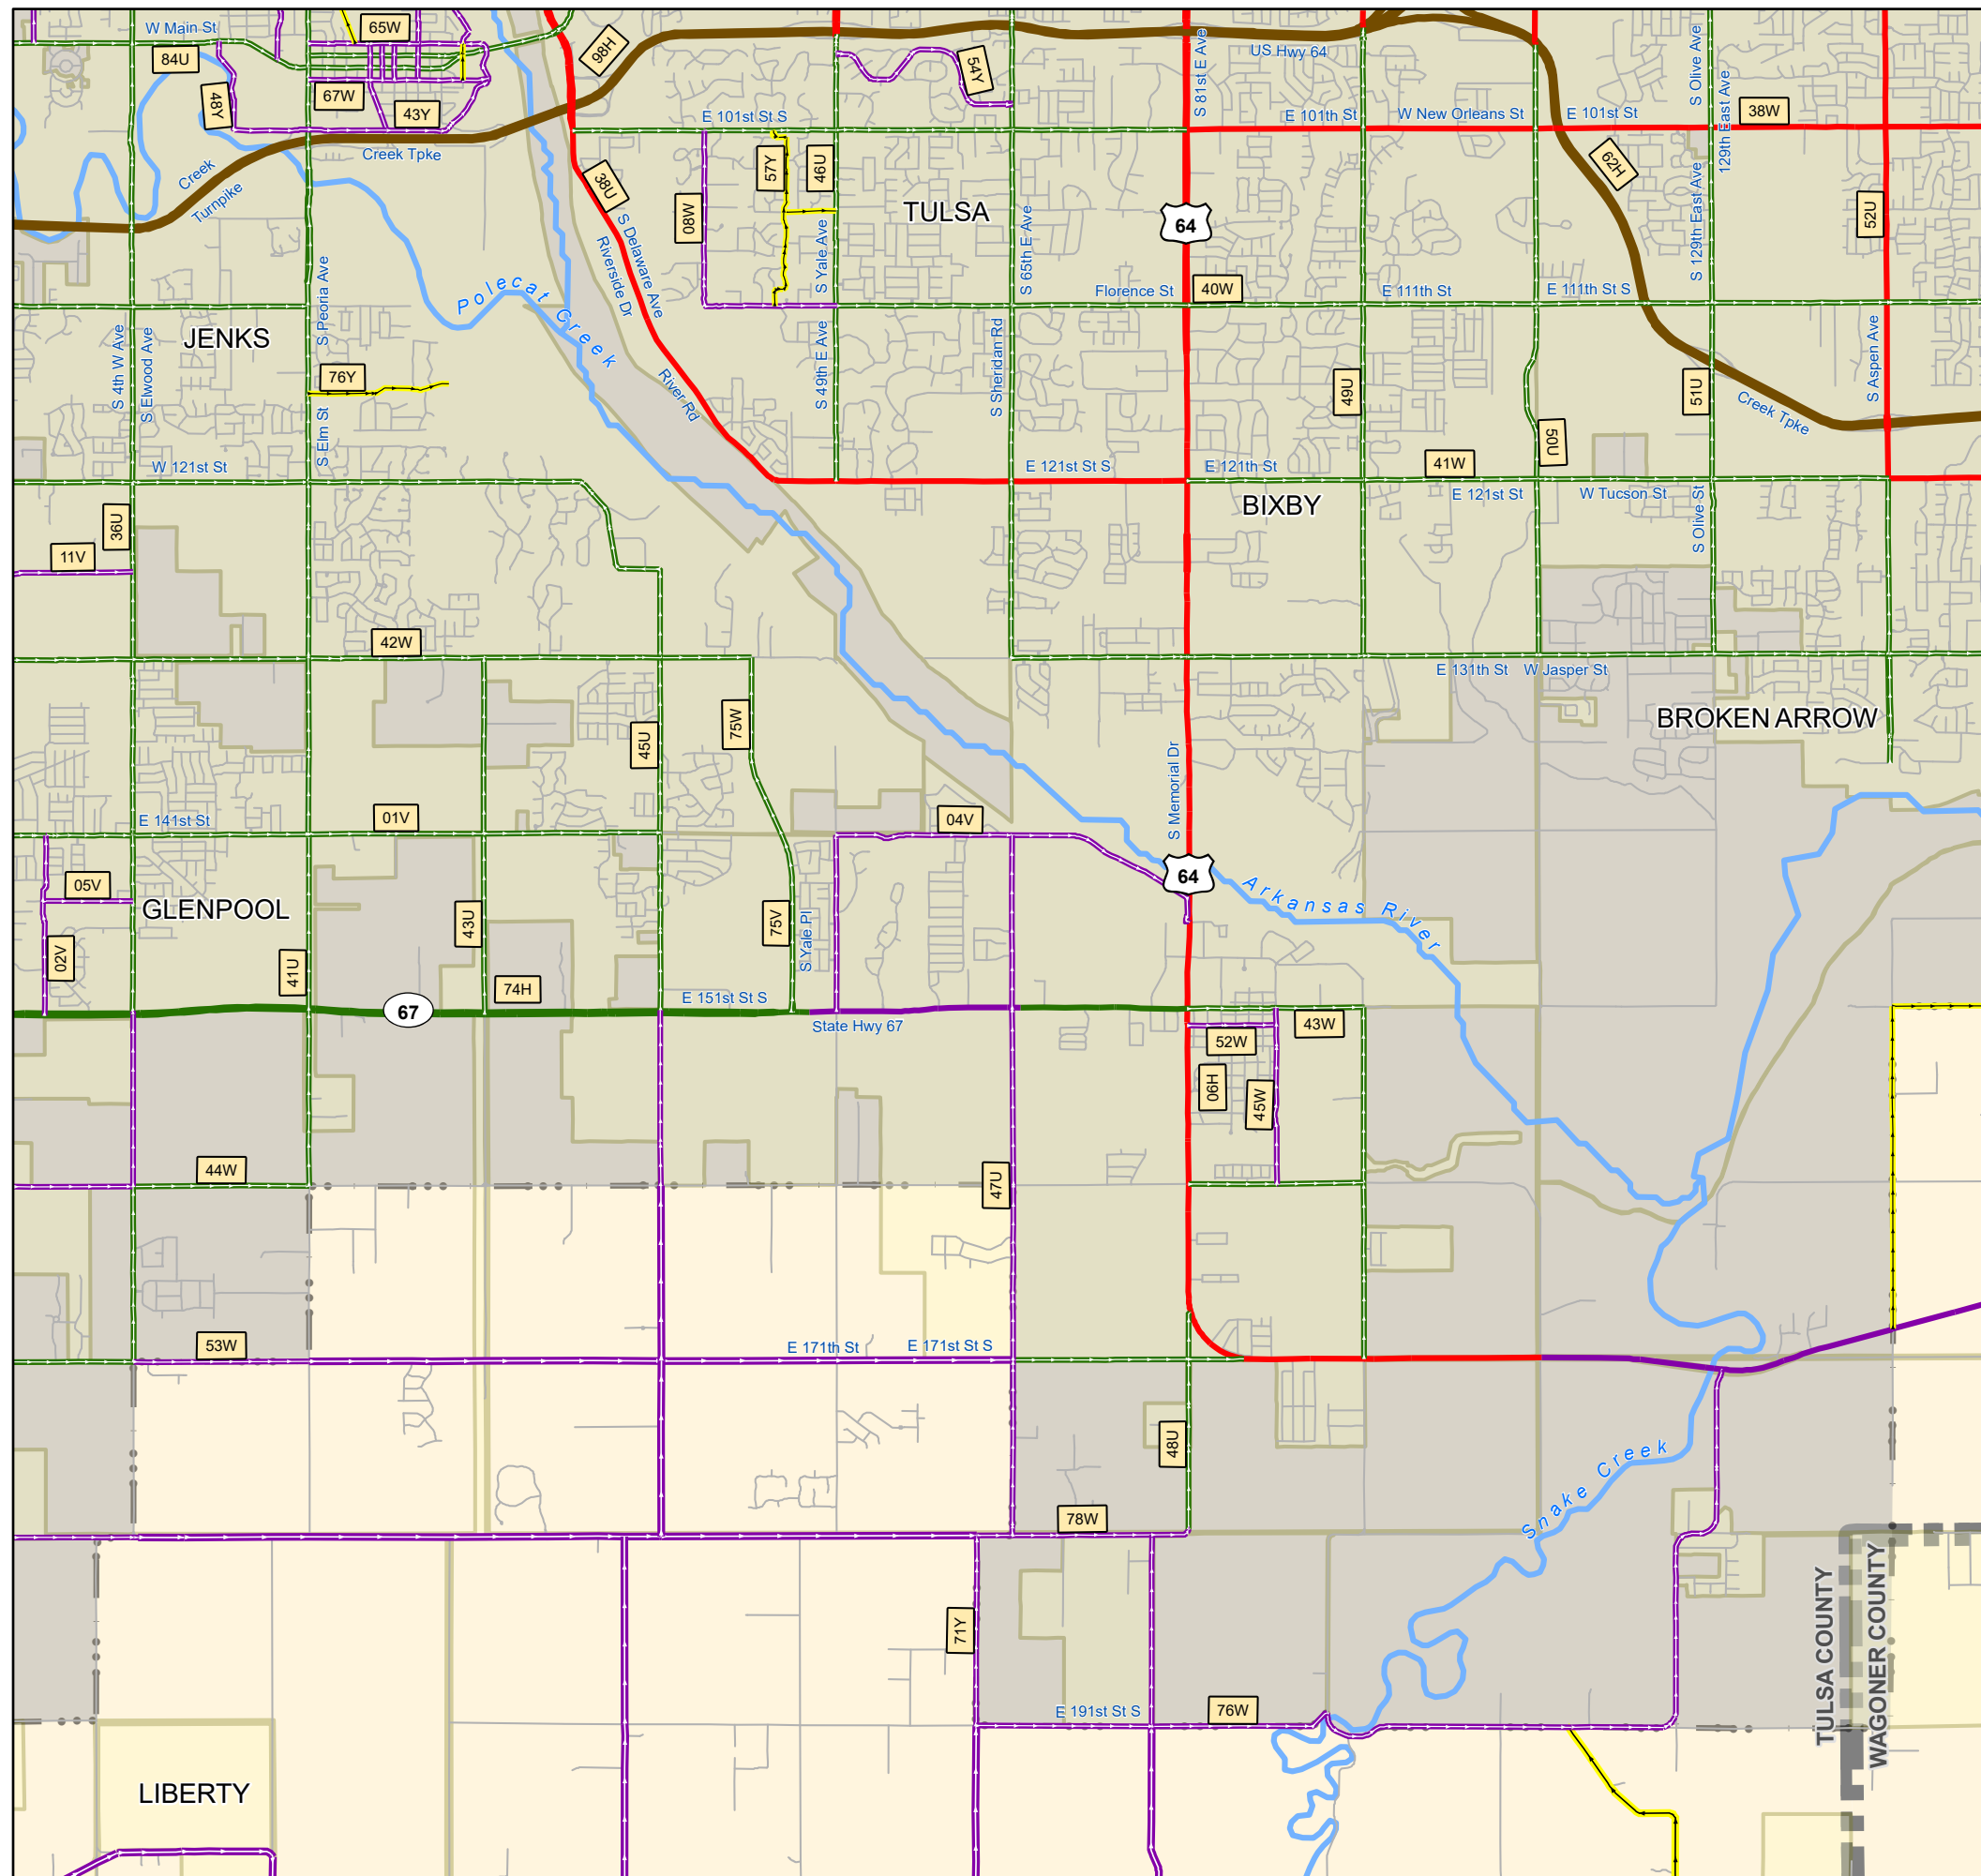 W Main St
65W
98H
S 81st E Ave
US Hwy 64
S Olive Ave
84U
54Y
129th East Ave
67W
48Y
43Y
E 101st St S
E 101th St
W New Orleans St
E 101st St
38W
Creek Tpke
Creek
Turnpike
57Y
46U
38U
62H
08W
TULSA
64
52U
S Delaware Ave
Riverside Dr
S Yale Ave
S 65th E Ave
S 129th East Ave
S Peoria Ave
Polecat Creek
Florence St
40W
E 111th St
E 111th St S
JENKS
S 4th W Ave
S Elwood Ave
76Y
River Rd
S 49th E Ave
S Sheridan Rd
49U
51U
S Aspen Ave
Creek Tpke
S Elm St
50U
W 121st St
E 121st St S
E 121th St
41W
E 121st St
W Tucson St
BIXBY
36U
11V
S Olive St
42W
E 131th St
W Jasper St
BROKEN ARROW
75W
45U
S Memorial Dr
E 141st St
01V
04V
64
05V
GLENPOOL
43U
75V
S Yale Pl
Arkansas River
02V
41U
74H
E 151st St S
67
State Hwy 67
43W
52W
06H
45W
44W
47U
53W
E 171th St
E 171st St S
48U
Snake Creek
78W
71Y
TULSA COUNTY
WAGONER COUNTY
E 191st St S
76W
LIBERTY